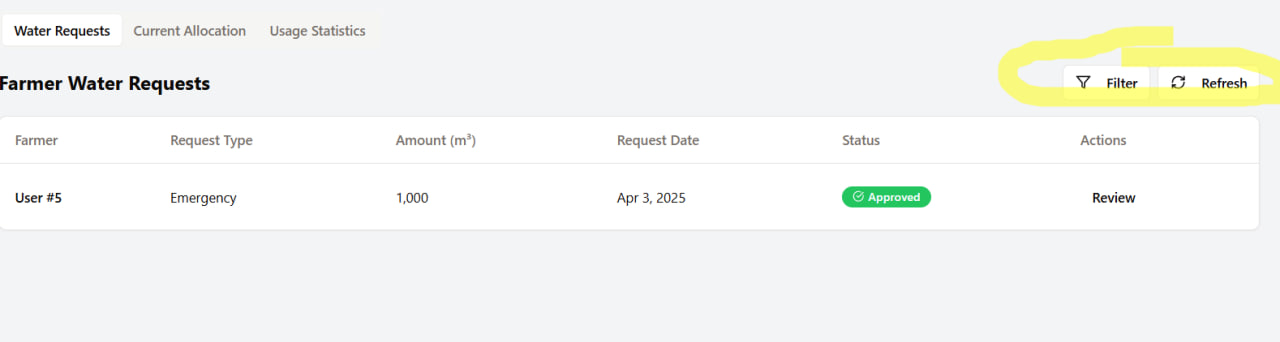 Water Requests Current Allocation Usage Statistics
Farmer Water Requests Filter Refresh
Farmer Request Type Amount (m³) Request Date Status Actions
User #5 Emergency 1,000 Apr 3, 2025 Approved Review